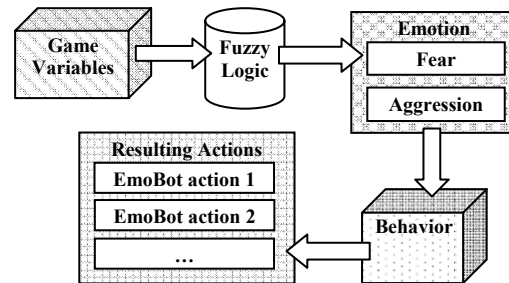 Game
Variables
Fuzzy
Logic
Emotion
Fear
Aggression
Behavior
Resulting Actions
EmoBot action 1
EmoBot action 2
...